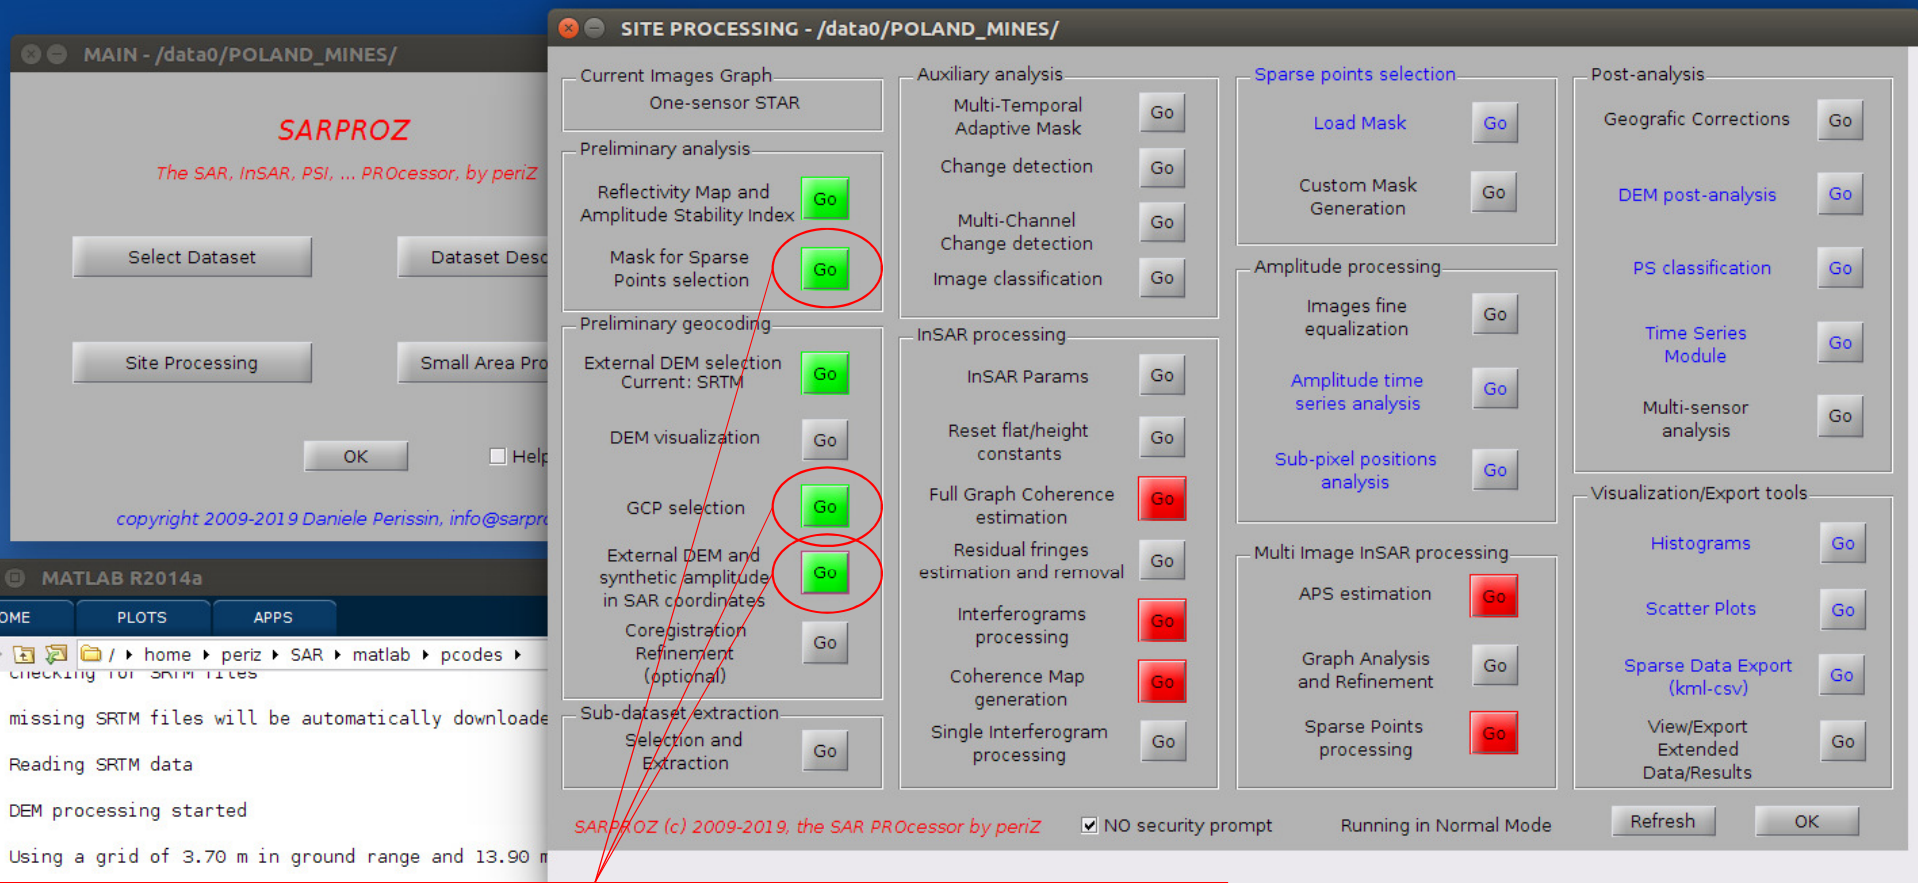 MAIN - /data0/POLAND_MINES/
SARPROZ
The SAR, InSAR, PSI, ... PROcessor, by periZ
Select Dataset
Dataset Desc
Site Processing
Small Area Pro
OK
Help
copyright 2009-2019 Daniele Perissin, info@sarpro
MATLAB R2014a
OME
PLOTS
APPS
/ home periz SAR matlab pcodes
checking for SRTM files
missing SRTM files will be automatically downloade
Reading SRTM data
DEM processing started
Using a grid of 3.70 m in ground range and 13.90 m
SITE PROCESSING - /data0/POLAND_MINES/
Current Images Graph
One-sensor STAR
Preliminary analysis
Reflectivity Map and
Amplitude Stability Index
Go
Mask for Sparse
Points selection
Go
Preliminary geocoding
External DEM selection
Current: SRTM
Go
DEM visualization
Go
GCP selection
Go
External DEM and
synthetic amplitude
in SAR coordinates
Go
Coregistration
Refinement
(optional)
Go
Sub-dataset extraction
Selection and
Extraction
Go
Auxiliary analysis
Multi-Temporal
Adaptive Mask
Go
Change detection
Go
Multi-Channel
Change detection
Go
Image classification
Go
InSAR processing
InSAR Params
Go
Reset flat/height
constants
Go
Full Graph Coherence
estimation
Go
Residual fringes
estimation and removal
Go
Interferograms
processing
Go
Coherence Map
generation
Go
Single Interferogram
processing
Go
Sparse points selection
Load Mask
Go
Custom Mask
Generation
Go
Amplitude processing
Images fine
equalization
Go
Amplitude time
series analysis
Go
Sub-pixel positions
analysis
Go
Multi Image InSAR processing
APS estimation
Go
Graph Analysis
and Refinement
Go
Sparse Points
processing
Go
Post-analysis
Geografic Corrections
Go
DEM post-analysis
Go
PS classification
Go
Time Series
Module
Go
Multi-sensor
analysis
Go
Visualization/Export tools
Histograms
Go
Scatter Plots
Go
Sparse Data Export
(kml-csv)
Go
View/Export
Extended
Data/Results
Go
SARPROZ (c) 2009-2019, the SAR PROcessor by periZ
NO security prompt
Running in Normal Mode
Refresh
OK